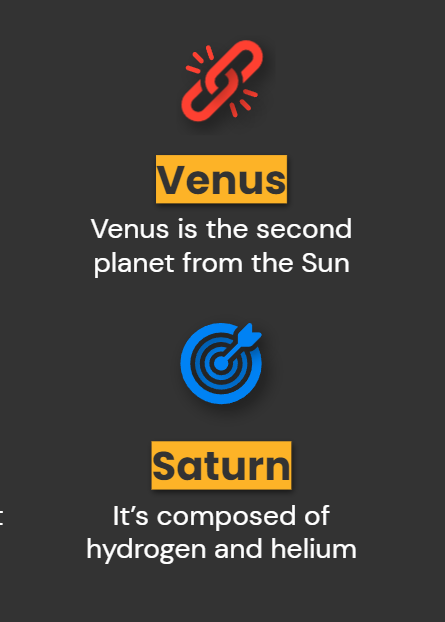 Venus
Venus is the second
planet from the Sun
Saturn
It’s composed of
hydrogen and helium